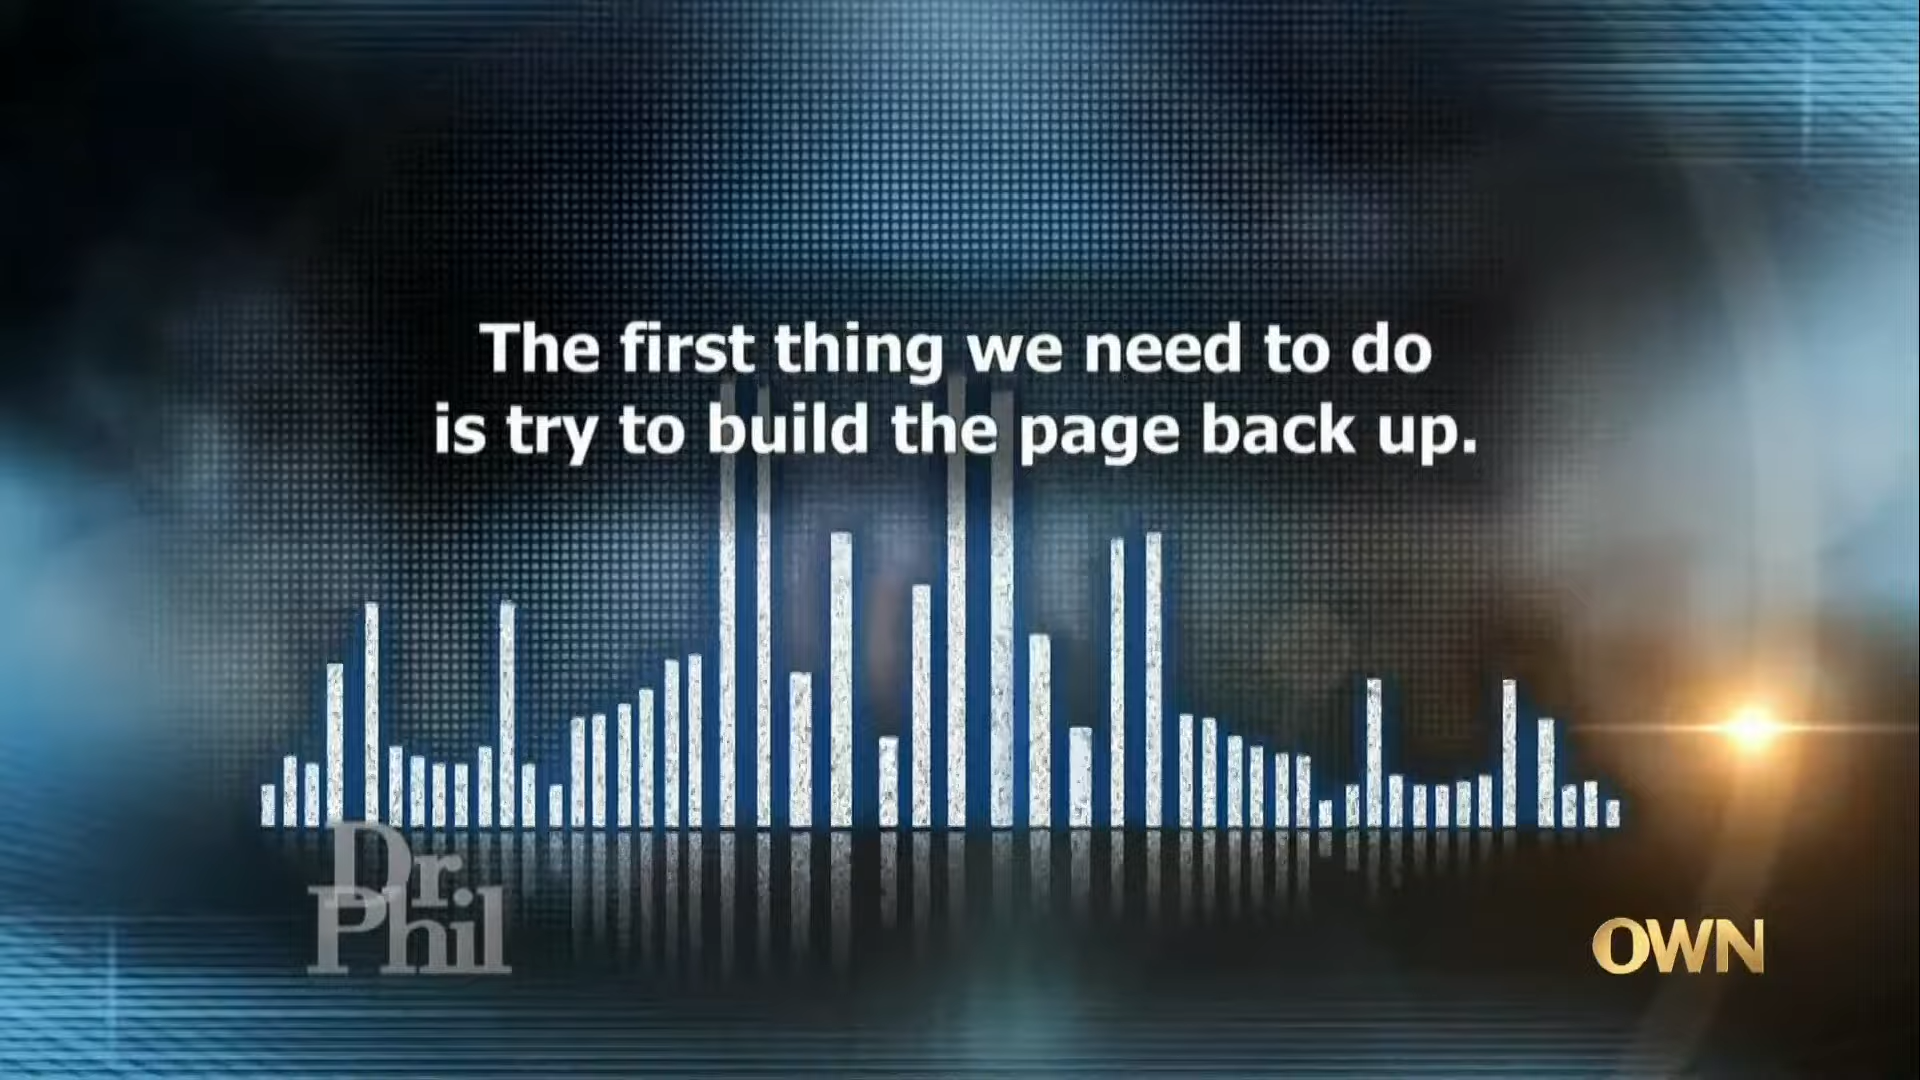 The first thing we need to do
is try to build the page back up.
Dr.
Phil
OWN